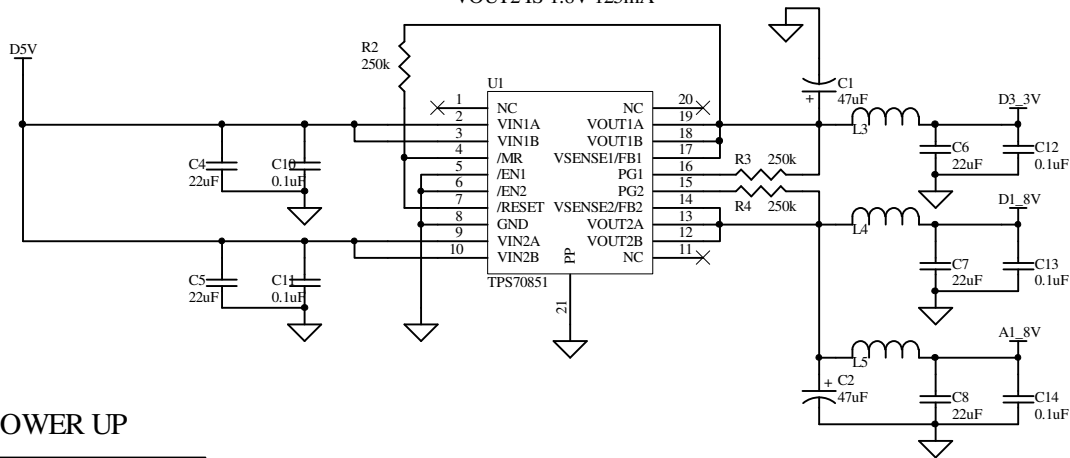 VOUT2 IS 1.8V 125mA
D5V
R2
250k
U1
C1
47uF
+
D3_3V
L3
1 NC
2 VIN1A
3 VIN1B
4 /MR
5 /EN1
6 /EN2
7 /RESET
8 GND
9 VIN2A
10 VIN2B
NC 20
VOUT1A 19
VOUT1B 18
VSENSE1/FB1 17
PG1 16
PG2 15
VSENSE2/FB2 14
VOUT2A 13
VOUT2B 12
NC 11
PP
21
TPS70851
C4
22uF
C10
0.1uF
C5
22uF
C11
0.1uF
R3 250k
R4 250k
C6
22uF
C12
0.1uF
D1_8V
L4
C7
22uF
C13
0.1uF
A1_8V
L5
+ C2
47uF
C8
22uF
C14
0.1uF
OWER UP